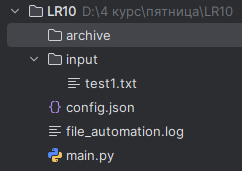 LR10 D:\4 курс\пятница\LR10
archive
input
test1.txt
config.json
file_automation.log
main.py